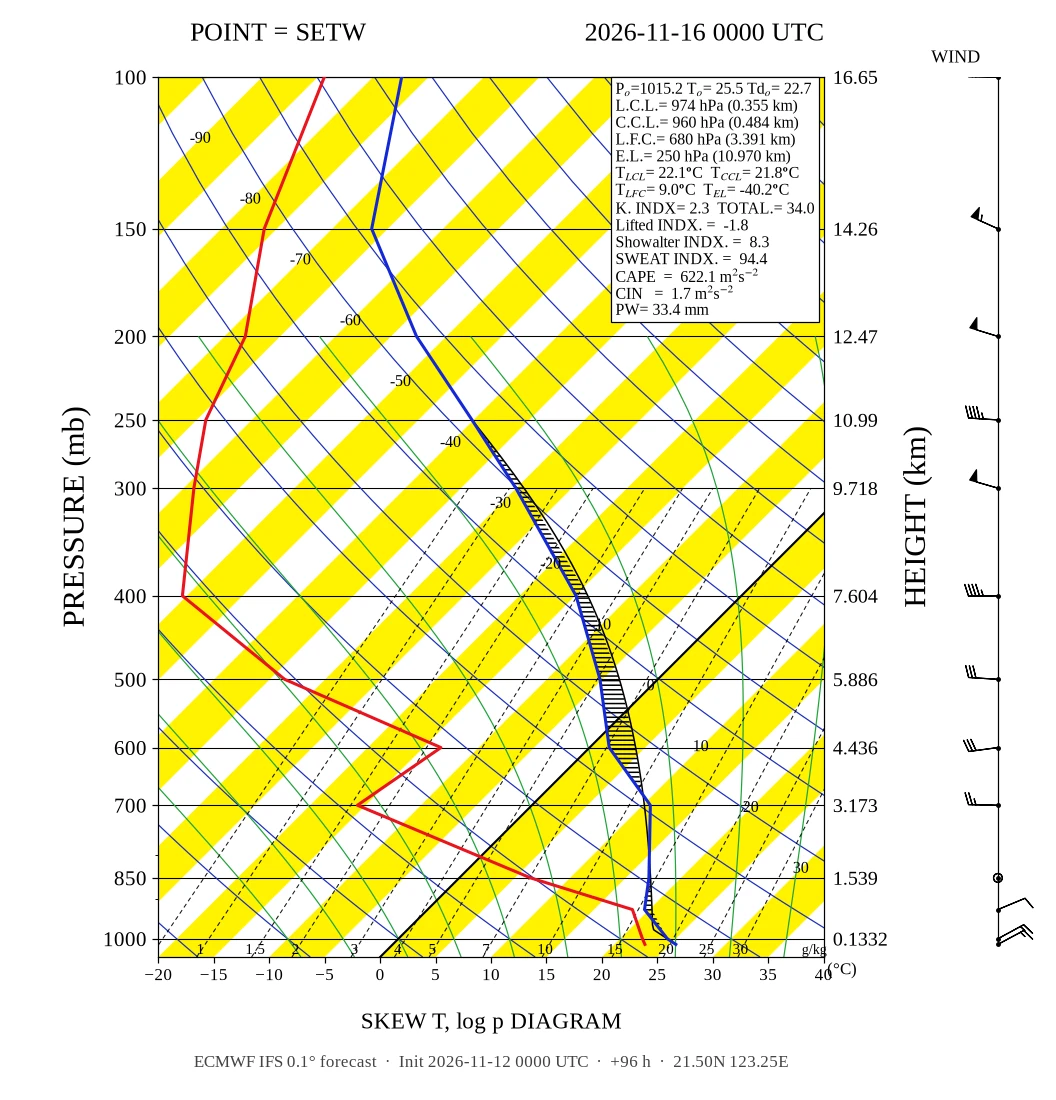 POINT = SETW
2026-11-16 0000 UTC
WIND
P₀=1015.2 T₀= 25.5 Td₀= 22.7
L.C.L.= 974 hPa (0.355 km)
C.C.L.= 960 hPa (0.484 km)
L.F.C.= 680 hPa (3.391 km)
E.L.= 250 hPa (10.970 km)
T_LCL= 22.1°C T_CCL= 21.8°C
T_LFC= 9.0°C T_EL= -40.2°C
K. INDX= 2.3 TOTAL.= 34.0
Lifted INDX. = -1.8
Showalter INDX. = 8.3
SWEAT INDX. = 94.4
CAPE = 622.1 m²s⁻²
CIN = 1.7 m²s⁻²
PW= 33.4 mm
100 16.65
-90
-80
150 14.26
-70
-60
200 12.47
-50
250 10.99
-40
300 9.718
-30
-20
400 7.604
-10
500 5.886
0
600 4.436
10
700 3.173
20
850 1.539
30
1000 0.1332
PRESSURE (mb)
HEIGHT (km)
1 1.5 2 3 4 5 7 10 15 20 25 30 g/kg
−20 −15 −10 −5 0 5 10 15 20 25 30 35 40 (°C)
SKEW T, log p DIAGRAM
ECMWF IFS 0.1° forecast · Init 2026-11-12 0000 UTC · +96 h · 21.50N 123.25E